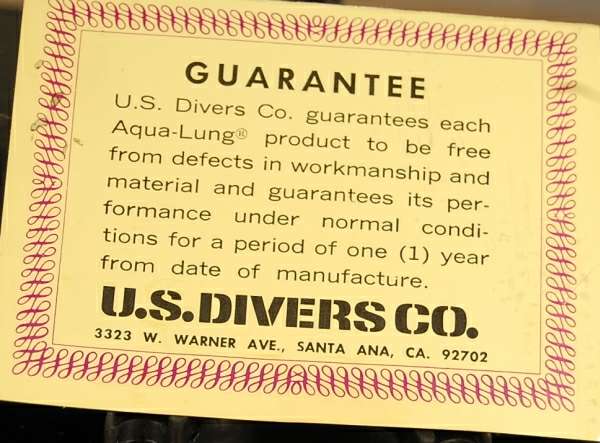 GUARANTEE
U.S. Divers Co. guarantees each
Aqua-Lung® product to be free
from defects in workmanship and
material and guarantees its per-
formance under normal condi-
tions for a period of one (1) year
from date of manufacture.
U.S. DIVERS CO.
3323 W. WARNER AVE., SANTA ANA, CA. 92702